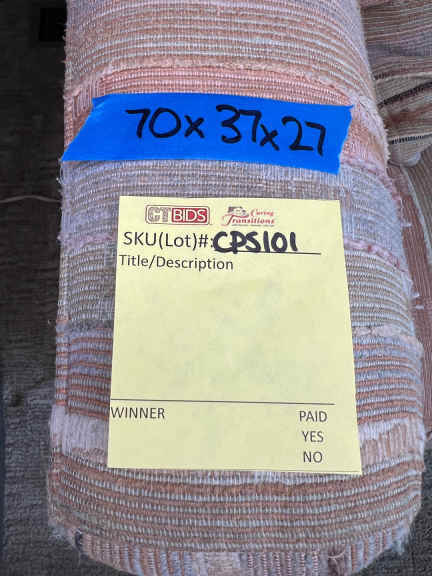 70x37x27
CTBIDS
Caring
Transitions
SKU(Lot)#: CPS101
Title/Description
WINNER PAID
YES
NO